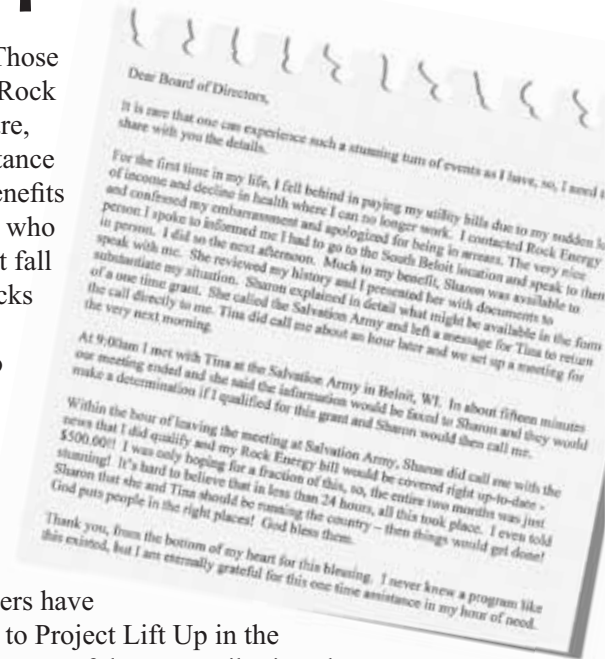 Those
Rock
re,
tance
enefits
who
t fall
cks
Dear Board of Directors,
It is rare that one can experience such a stunning turn of events as I have, so, I need
share with you the details.
For the first time in my life, I fell behind in paying my utility bills due to my sudden
of income and decline in health where I can no longer work. I contacted Rock Energy
and confessed my embarrassment and apologized for being in arrears. The very nice
person I spoke to informed me I had to go to the South Beloit location and speak to them
in person. I did so the next afternoon. Much to my benefit, Sharon was available to
speak with me. She reviewed my history and I presented her with documents to
substantiate my situation. Sharon explained in detail what might be available in the form
of a one time grant. She called the Salvation Army and left a message for Tina to return
the call directly to me. Tina did call me about an hour later and we set up a meeting for
the very next morning.
At 9:00am I met with Tina at the Salvation Army in Beloit, WI. In about fifteen minutes
our meeting ended and she said the information would be faxed to Sharon and they would
make a determination if I qualified for this grant and Sharon would then call me.
Within the hour of leaving the meeting at Salvation Army, Sharon did call me with the
news that I did qualify and my Rock Energy bill would be covered right up-to-date -
$500.00!! I was only hoping for a fraction of this, so, the entire two months was just
stunning! It's hard to believe that in less than 24 hours, all this took place. I even told
Sharon that she and Tina should be running the country – then things would get done!
God puts people in the right places! God bless them.
Thank you, from the bottom of my heart for this blessing. I never knew a program like
this existed, but I am eternally grateful for this one time assistance in my hour of need.
ers have
to Project Lift Up in the